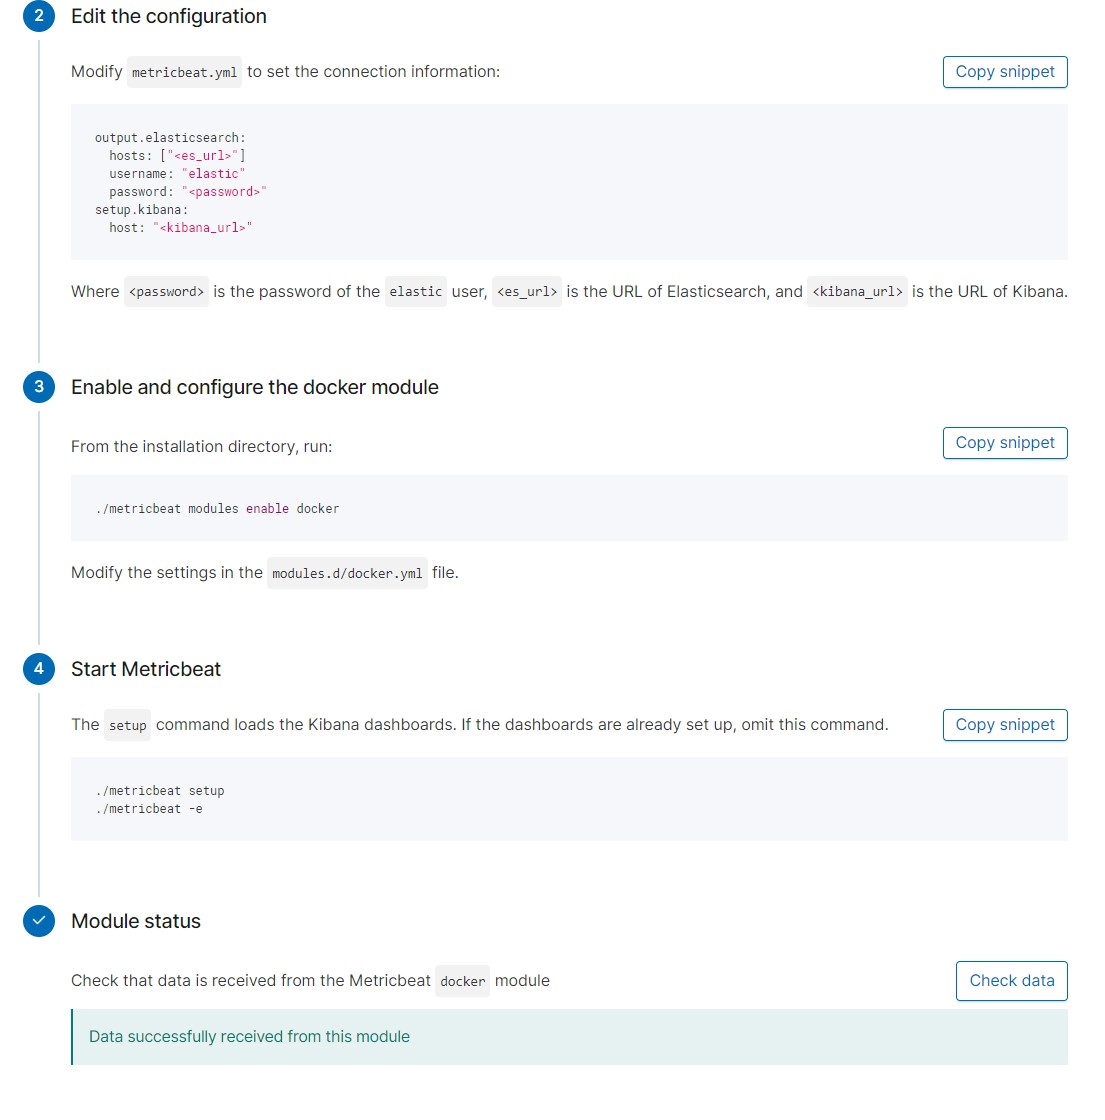 2 Edit the configuration
Modify metricbeat.yml to set the connection information:
Copy snippet
output.elasticsearch:
  hosts: ["<es_url>"]
  username: "elastic"
  password: "<password>"
setup.kibana:
  host: "<kibana_url>"
Where <password> is the password of the elastic user, <es_url> is the URL of Elasticsearch, and <kibana_url> is the URL of Kibana.
3 Enable and configure the docker module
From the installation directory, run:
Copy snippet
./metricbeat modules enable docker
Modify the settings in the modules.d/docker.yml file.
4 Start Metricbeat
The setup command loads the Kibana dashboards. If the dashboards are already set up, omit this command.
Copy snippet
./metricbeat setup
./metricbeat -e
Module status
Check that data is received from the Metricbeat docker module
Check data
Data successfully received from this module